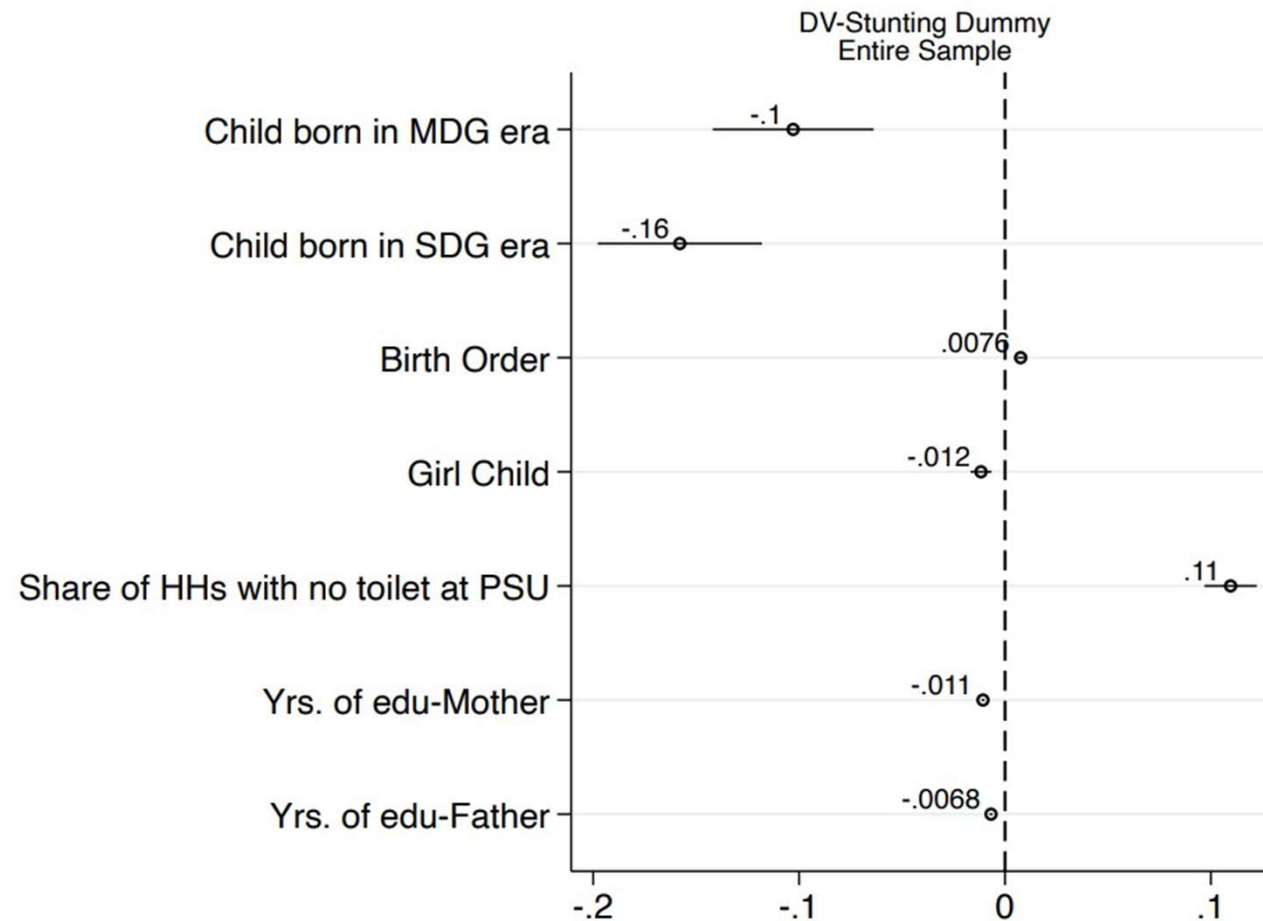 DV-Stunting Dummy
Entire Sample
Child born in MDG era
-.1
Child born in SDG era
-.16
Birth Order
.0076
Girl Child
-.012
Share of HHs with no toilet at PSU
.11
Yrs. of edu-Mother
-.011
Yrs. of edu-Father
-.0068
-.2 -.1 0 .1